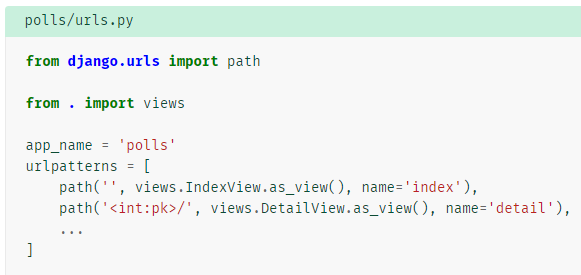 polls/urls.py
from django.urls import path
from . import views
app_name = 'polls'
urlpatterns = [
    path('', views.IndexView.as_view(), name='index'),
    path('<int:pk>/', views.DetailView.as_view(), name='detail'),
    ...
]